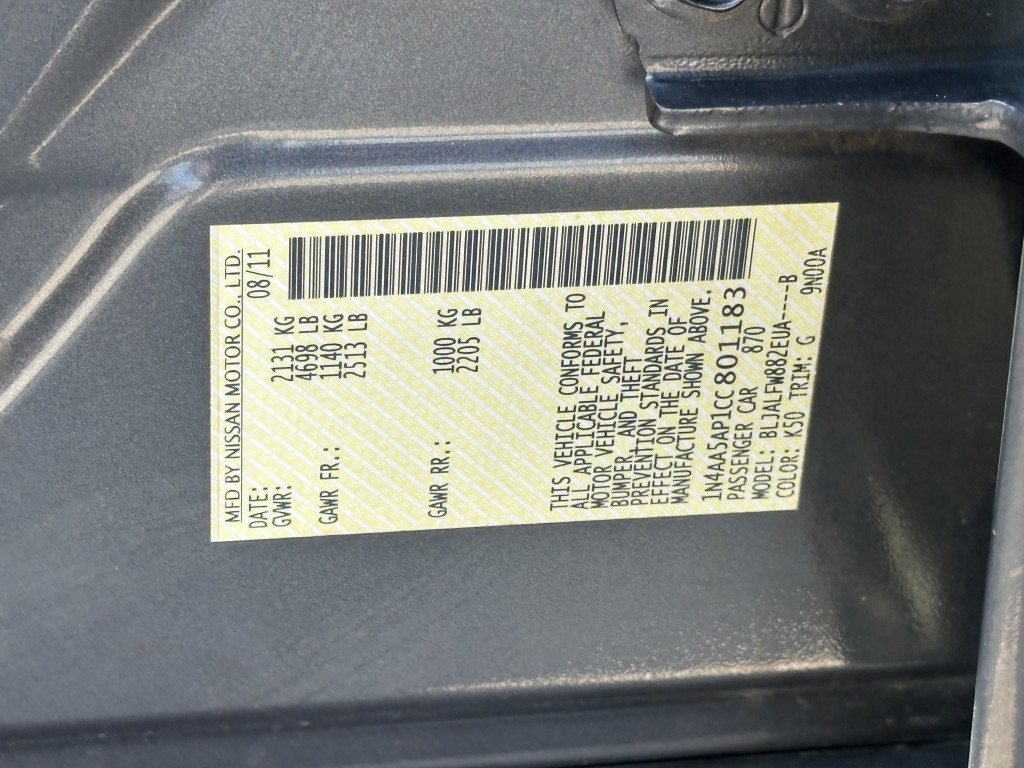 MFD BY NISSAN MOTOR CO., LTD.
DATE: 08/11
GVWR: 2131 KG
4698 LB
GAWR FR.: 1140 KG
2513 LB
GAWR RR.: 1000 KG
2205 LB
THIS VEHICLE CONFORMS TO
ALL APPLICABLE FEDERAL
MOTOR VEHICLE SAFETY,
BUMPER, AND THEFT
PREVENTION STANDARDS IN
EFFECT ON THE DATE OF
MANUFACTURE SHOWN ABOVE.
1N4AA5AP1CC801183
PASSENGER CAR 870
MODEL: BLJALFW882EUA----B
COLOR: K50 TRIM: G 9N00A